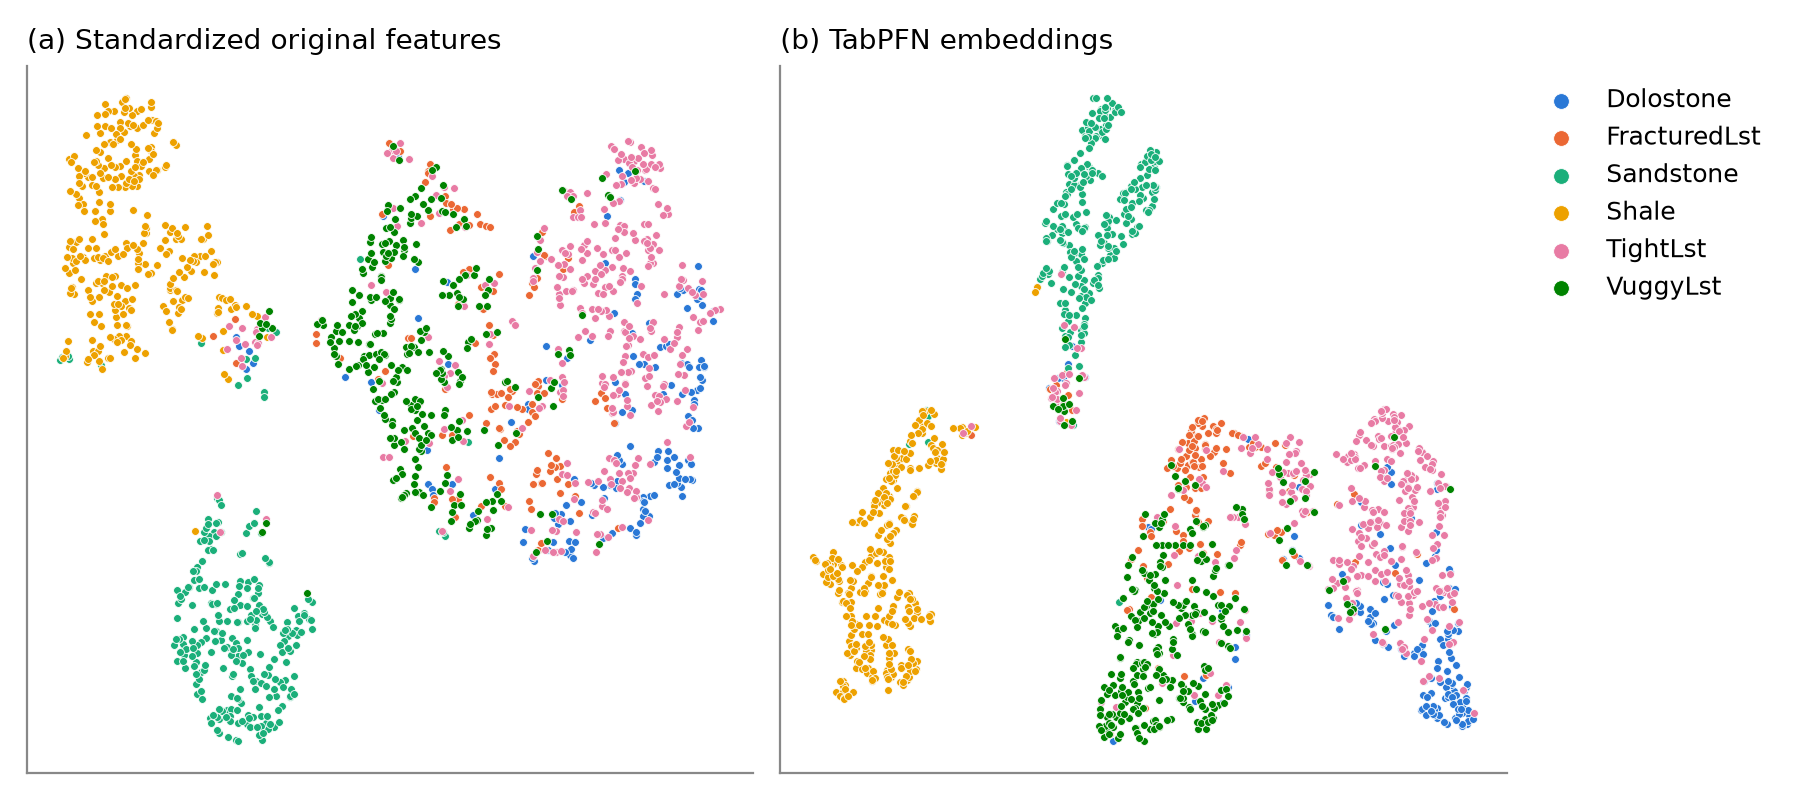 (a) Standardized original features
(b) TabPFN embeddings
Dolostone
FracturedLst
Sandstone
Shale
TightLst
VuggyLst